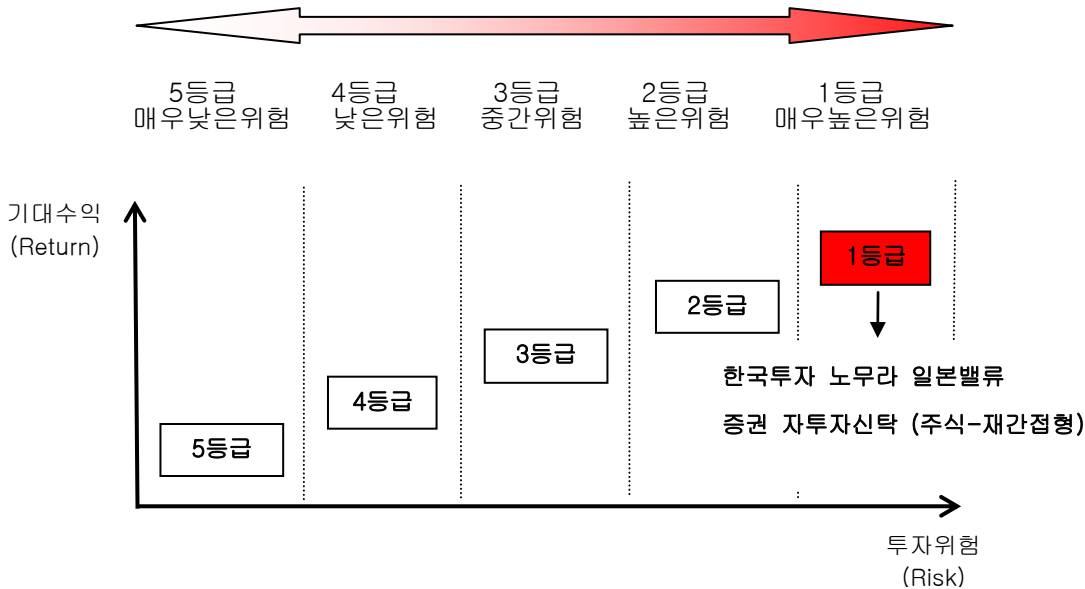 5등급 4등급 3등급 2등급 1등급
매우낮은위험 낮은위험 중간위험 높은위험 매우높은위험
기대수익
(Return)
1등급
2등급
3등급
4등급
5등급
한국투자 노무라 일본밸류
증권 자투자신탁 (주식-재간접형)
투자위험
(Risk)